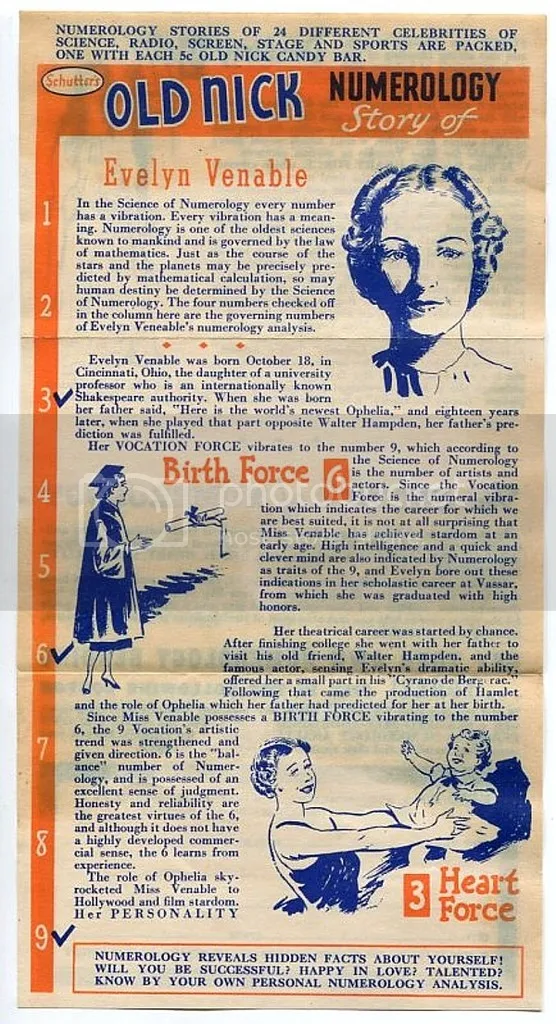 NUMEROLOGY STORIES OF 24 DIFFERENT CELEBRITIES OF
SCIENCE, RADIO, SCREEN, STAGE AND SPORTS ARE PACKED,
ONE WITH EACH 5c OLD NICK CANDY BAR.
Schutter's
OLD NICK
NUMEROLOGY
Story of
Evelyn Venable
1
2
3
4
5
6
7
8
9
In the Science of Numerology every number
has a vibration. Every vibration has a mean-
ing. Numerology is one of the oldest sciences
known to mankind and is governed by the law
of mathematics. Just as the course of the
stars and the planets may be precisely pre-
dicted by mathematical calculation, so may
human destiny be determined by the Science
of Numerology. The four numbers checked off
in the column here are the governing numbers
of Evelyn Veneable's numerology analysis.
Evelyn Venable was born October 18, in
Cincinnati, Ohio, the daughter of a university
professor who is an internationally known
Shakespeare authority. When she was born
her father said, "Here is the world's newest Ophelia," and eighteen years
later, when she played that part opposite Walter Hampden, her father's pre-
diction was fulfilled.
Her VOCATION FORCE vibrates to the number 9, which according to
the Science of Numerology
is the number of artists and
actors. Since the Vocation
Force is the numeral vibra-
tion which indicates the career for which we
are best suited, it is not at all surprising that
Miss Venable has achieved stardom at an
early age. High intelligence and a quick and
clever mind are also indicated by Numerology
as traits of the 9, and Evelyn bore out these
indications in her scholastic career at Vassar,
from which she was graduated with high
honors.
Birth Force 6
Her theatrical career was started by chance.
After finishing college she went with her father to
visit his old friend, Walter Hampden, and the
famous actor, sensing Evelyn's dramatic ability,
offered her a small part in his "Cyrano de Bergerac."
Following that came the production of Hamlet
and the role of Ophelia which her father had predicted for her at her birth.
Since Miss Venable possesses a BIRTH FORCE vibrating to the number
6, the 9 Vocation's artistic
trend was strengthened and
given direction. 6 is the "bal-
ance" number of Numer-
ology, and is possessed of an
excellent sense of judgment.
Honesty and reliability are
the greatest virtues of the 6,
and although it does not have
a highly developed commer-
cial sense, the 6 learns from
experience.
The role of Ophelia sky-
rocketed Miss Venable to
Hollywood and film stardom.
Her PERSONALITY
3 Heart
Force
NUMEROLOGY REVEALS HIDDEN FACTS ABOUT YOURSELF!
WILL YOU BE SUCCESSFUL? HAPPY IN LOVE? TALENTED?
KNOW BY YOUR OWN PERSONAL NUMEROLOGY ANALYSIS.